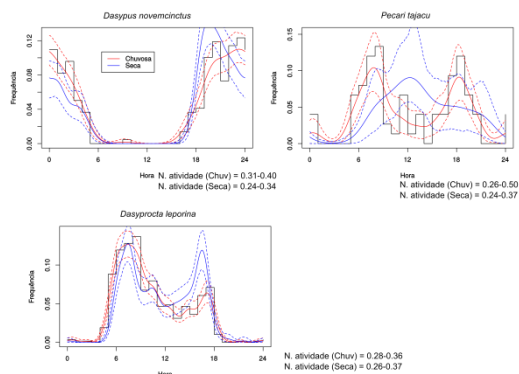 Dasypus novemcinctus
Frequência
0.00 0.04 0.08 0.12
Chuvosa
Seca
0 6 12 18 24
Hora
N. atividade (Chuv) = 0.31-0.40
N. atividade (Seca) = 0.24-0.34
Pecari tajacu
Frequência
0.00 0.05 0.10 0.15
0 6 12 18 24
Hora
N. atividade (Chuv) = 0.26-0.50
N. atividade (Seca) = 0.24-0.37
Dasyprocta leporina
Frequência
0.00 0.05 0.10 0.15
0 6 12 18 24
Hora
N. atividade (Chuv) = 0.28-0.36
N. atividade (Seca) = 0.26-0.37